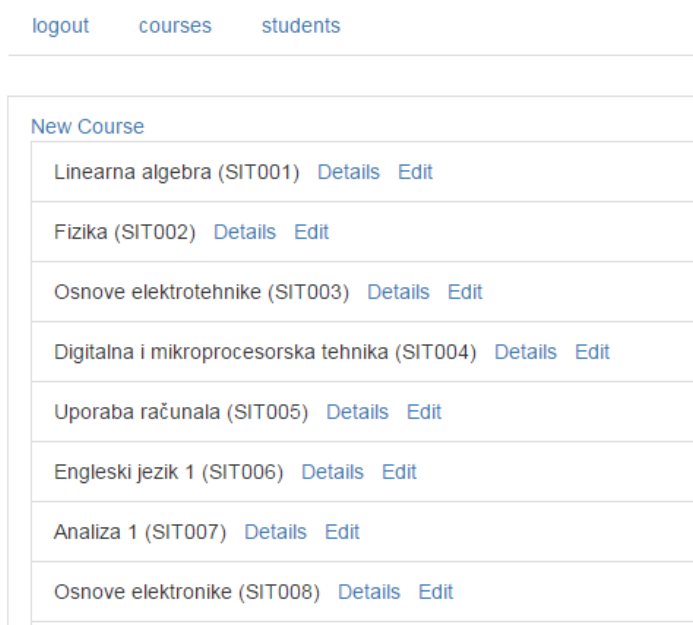 logout courses students
New Course
Linearna algebra (SIT001) Details Edit
Fizika (SIT002) Details Edit
Osnove elektrotehnike (SIT003) Details Edit
Digitalna i mikroprocesorska tehnika (SIT004) Details Edit
Uporaba računala (SIT005) Details Edit
Engleski jezik 1 (SIT006) Details Edit
Analiza 1 (SIT007) Details Edit
Osnove elektronike (SIT008) Details Edit